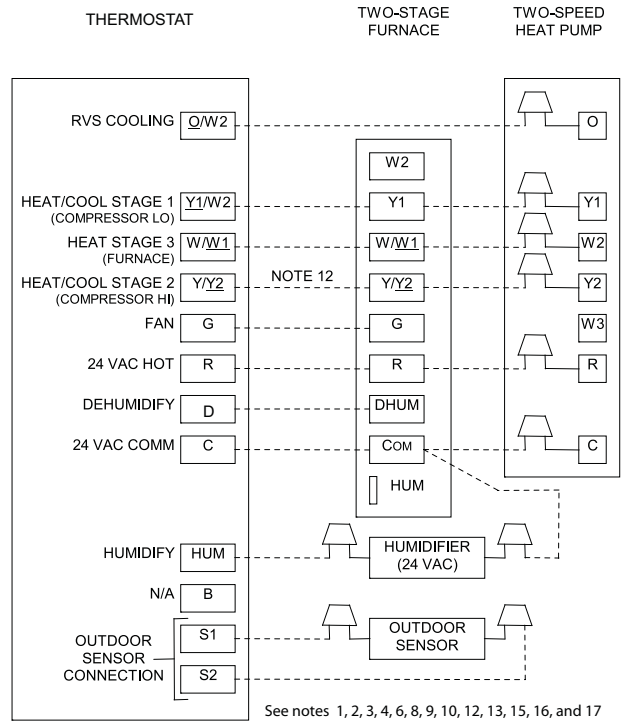 THERMOSTAT
TWO-STAGE
FURNACE
TWO-SPEED
HEAT PUMP
RVS COOLING O/W2 O
W2
HEAT/COOL STAGE 1 Y1/W2 Y1 Y1
(COMPRESSOR LO)
HEAT STAGE 3 W/W1 W/W1 W2
(FURNACE)
HEAT/COOL STAGE 2 Y/Y2 NOTE 12 Y/Y2 Y2
(COMPRESSOR HI)
FAN G G W3
24 VAC HOT R R R
DEHUMIDIFY D DHUM
24 VAC COMM C COM C
HUM
HUMIDIFY HUM HUMIDIFIER
(24 VAC)
N/A B
S1 OUTDOOR
SENSOR
OUTDOOR
SENSOR
CONNECTION S2
See notes 1, 2, 3, 4, 6, 8, 9, 10, 12, 13, 15, 16, and 17